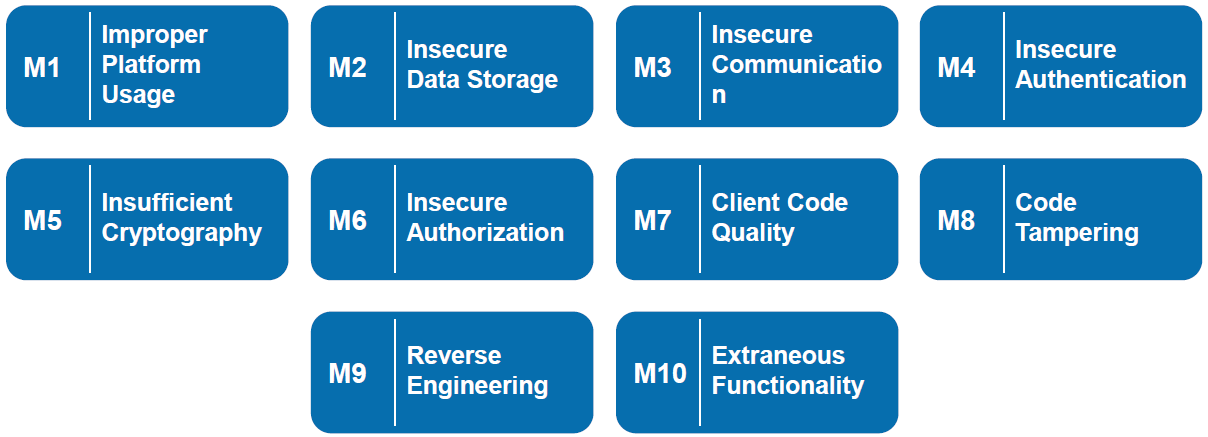 M1
Improper
Platform
Usage
M2
Insecure
Data Storage
M3
Insecure
Communicatio
n
M4
Insecure
Authentication
M5
Insufficient
Cryptography
M6
Insecure
Authorization
M7
Client Code
Quality
M8
Code
Tampering
M9
Reverse
Engineering
M10
Extraneous
Functionality